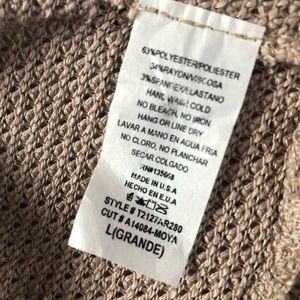 63%POLYESTER/POLIESTER
34%RAYON/VISCOSA
3%SPANDEX/ELASTANO
HAND WASH COLD
NO BLEACH, NO IRON
HANG OR LINE DRY
LAVAR A MANO EN AGUA FRIA
NO CLORO, NO PLANCHAR
SECAR COLGADO
MADE IN U.S.A
HECHO EN E.U.A
STYLE # T2127AR280
CUT # A14084-MOYA
L(GRANDE)